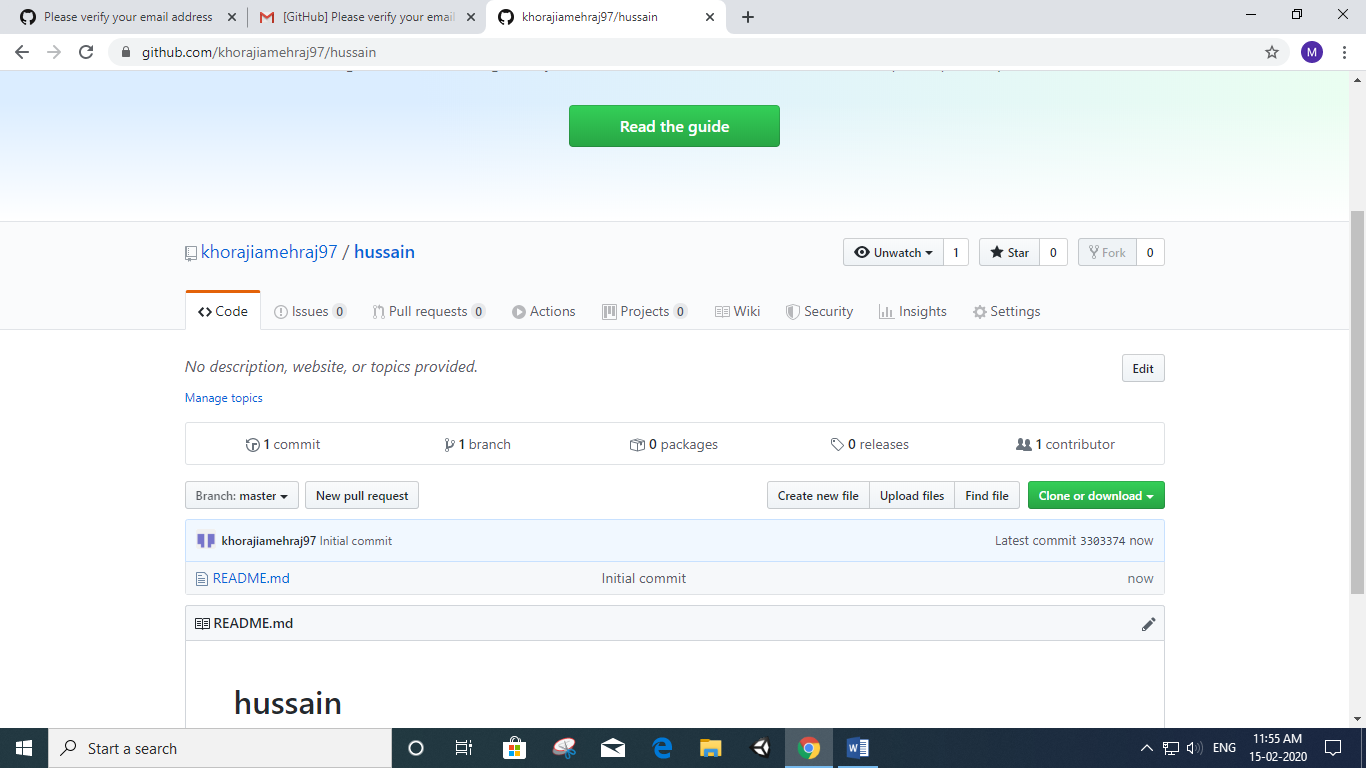 Please verify your email address
[GitHub] Please verify your email
khorajiamehraj97/hussain
github.com/khorajiamehraj97/hussain
M
Read the guide
khorajiamehraj97 / hussain
Unwatch 1
Star 0
Fork 0
Code
Issues 0
Pull requests 0
Actions
Projects 0
Wiki
Security
Insights
Settings
No description, website, or topics provided.
Edit
Manage topics
1 commit
1 branch
0 packages
0 releases
1 contributor
Branch: master
New pull request
Create new file
Upload files
Find file
Clone or download
khorajiamehraj97 Initial commit
Latest commit 3303374 now
README.md
Initial commit
now
README.md
hussain
Start a search
ENG
11:55 AM
15-02-2020